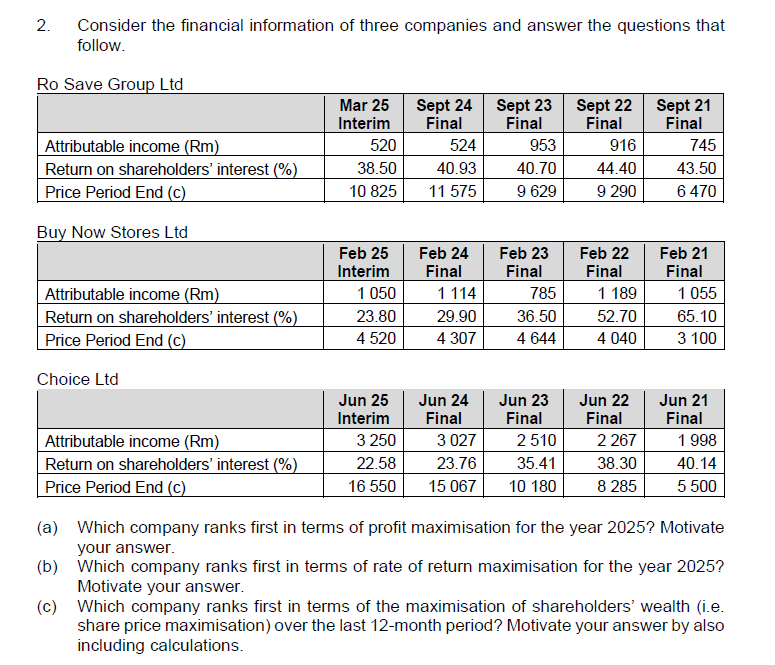 2. Consider the financial information of three companies and answer the questions that
follow.
Ro Save Group Ltd
Mar 25 Sept 24 Sept 23 Sept 22 Sept 21
Interim Final Final Final Final
Attributable income (Rm) 520 524 953 916 745
Return on shareholders' interest (%) 38.50 40.93 40.70 44.40 43.50
Price Period End (c) 10 825 11 575 9 629 9 290 6 470
Buy Now Stores Ltd
Feb 25 Feb 24 Feb 23 Feb 22 Feb 21
Interim Final Final Final Final
Attributable income (Rm) 1 050 1 114 785 1 189 1 055
Return on shareholders' interest (%) 23.80 29.90 36.50 52.70 65.10
Price Period End (c) 4 520 4 307 4 644 4 040 3 100
Choice Ltd
Jun 25 Jun 24 Jun 23 Jun 22 Jun 21
Interim Final Final Final Final
Attributable income (Rm) 3 250 3 027 2 510 2 267 1 998
Return on shareholders' interest (%) 22.58 23.76 35.41 38.30 40.14
Price Period End (c) 16 550 15 067 10 180 8 285 5 500
(a) Which company ranks first in terms of profit maximisation for the year 2025? Motivate
your answer.
(b) Which company ranks first in terms of rate of return maximisation for the year 2025?
Motivate your answer.
(c) Which company ranks first in terms of the maximisation of shareholders' wealth (i.e.
share price maximisation) over the last 12-month period? Motivate your answer by also
including calculations.